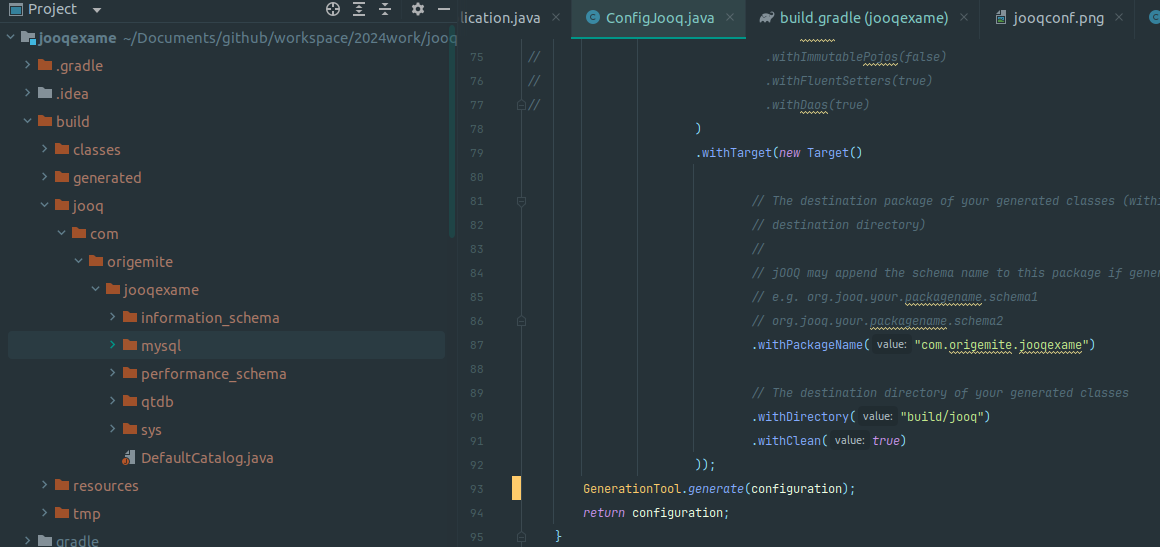 Project
jooqexame ~/Documents/github/workspace/2024work/jooq
.gradle
.idea
build
classes
generated
jooq
com
origemite
jooqexame
information_schema
mysql
performance_schema
qtdb
sys
DefaultCatalog.java
resources
tmp
gradle
lication.java
ConfigJooq.java
build.gradle (jooqexame)
jooqconf.png
75 // .withImmutablePojos(false)
76 // .withFluentSetters(true)
77 // .withDaos(true)
78 )
79 .withTarget(new Target()
80
81 // The destination package of your generated classes (withi
82 // destination directory)
83 //
84 // jOOQ may append the schema name to this package if gener
85 // e.g. org.jooq.your.packagename.schema1
86 // org.jooq.your.packagename.schema2
87 .withPackageName( value: "com.origemite.jooqexame")
88
89 // The destination directory of your generated classes
90 .withDirectory( value: "build/jooq")
91 .withClean( value: true)
92 ));
93 GenerationTool.generate(configuration);
94 return configuration;
95 }